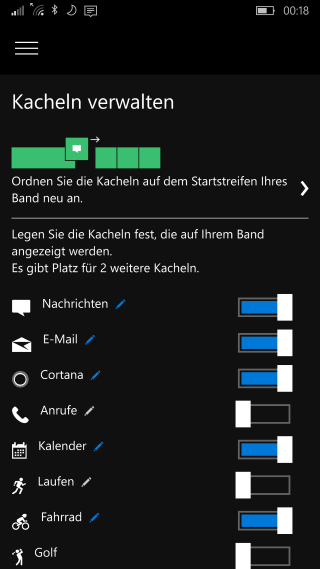 00:18
Kacheln verwalten
Ordnen Sie die Kacheln auf dem Startstreifen Ihres
Band neu an.
Legen Sie die Kacheln fest, die auf Ihrem Band
angezeigt werden.
Es gibt Platz für 2 weitere Kacheln.
Nachrichten
E-Mail
Cortana
Anrufe
Kalender
Laufen
Fahrrad
Golf